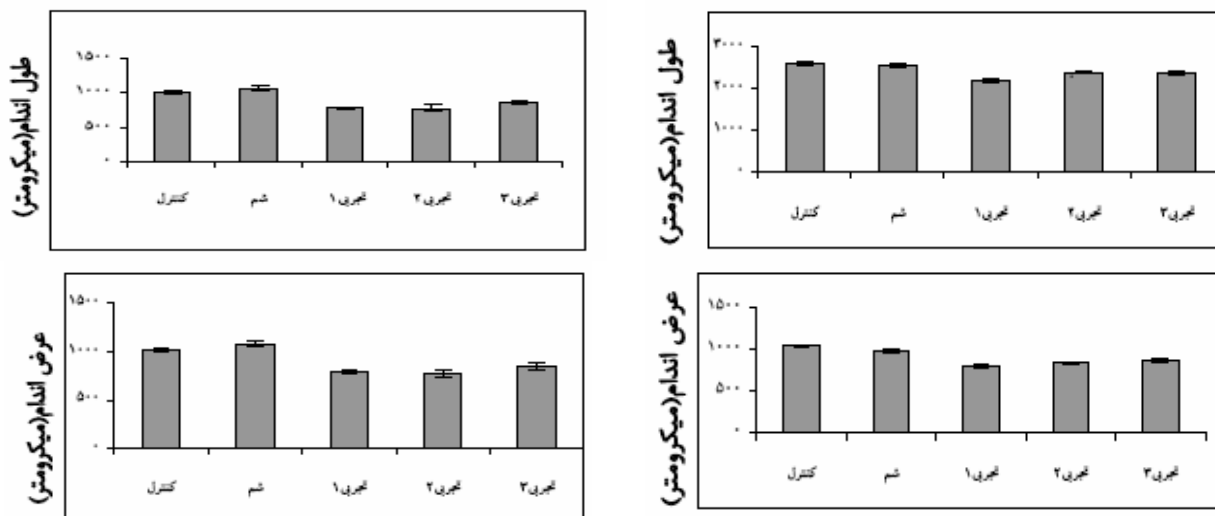 طول اندام(میکرومتر)
۱۵۰۰
۱۰۰۰
۵۰۰
۰
کنترل
شم
تجربی۱
تجربی۲
تجربی۳
طول اندام(میکرومتر)
۳۰۰۰
۲۰۰۰
۱۰۰۰
۰
کنترل
شم
تجربی۱
تجربی۲
تجربی۳
عرض اندام(میکرومتر)
۱۵۰۰
۱۰۰۰
۵۰۰
۰
کنترل
شم
تجربی۱
تجربی۲
تجربی۳
عرض اندام(میکرومتر)
۱۵۰۰
۱۰۰۰
۵۰۰
۰
کنترل
شم
تجربی۱
تجربی۲
تجربی۳